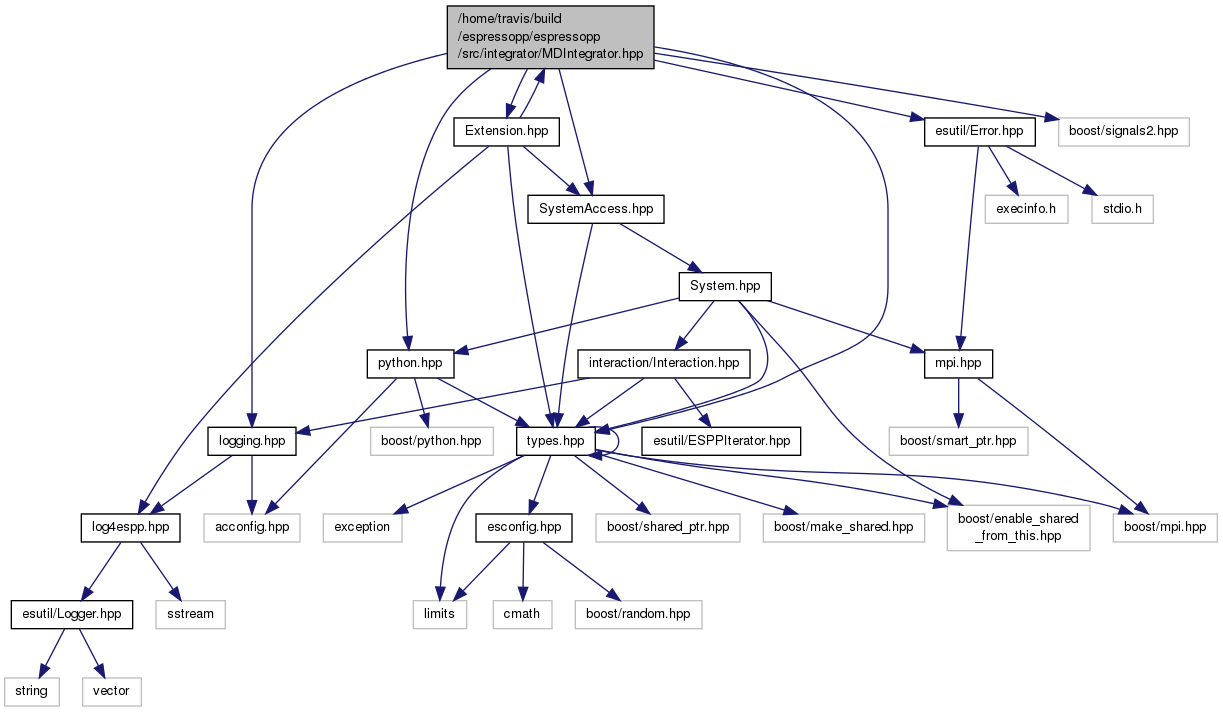 /home/travis/build
/espressopp/espressopp
/src/integrator/MDIntegrator.hpp
Extension.hpp
esutil/Error.hpp
boost/signals2.hpp
SystemAccess.hpp
execinfo.h
stdio.h
System.hpp
python.hpp
interaction/Interaction.hpp
mpi.hpp
logging.hpp
boost/python.hpp
types.hpp
esutil/ESPPIterator.hpp
boost/smart_ptr.hpp
log4espp.hpp
acconfig.hpp
exception
esconfig.hpp
boost/shared_ptr.hpp
boost/make_shared.hpp
boost/enable_shared
_from_this.hpp
boost/mpi.hpp
esutil/Logger.hpp
sstream
limits
cmath
boost/random.hpp
string
vector